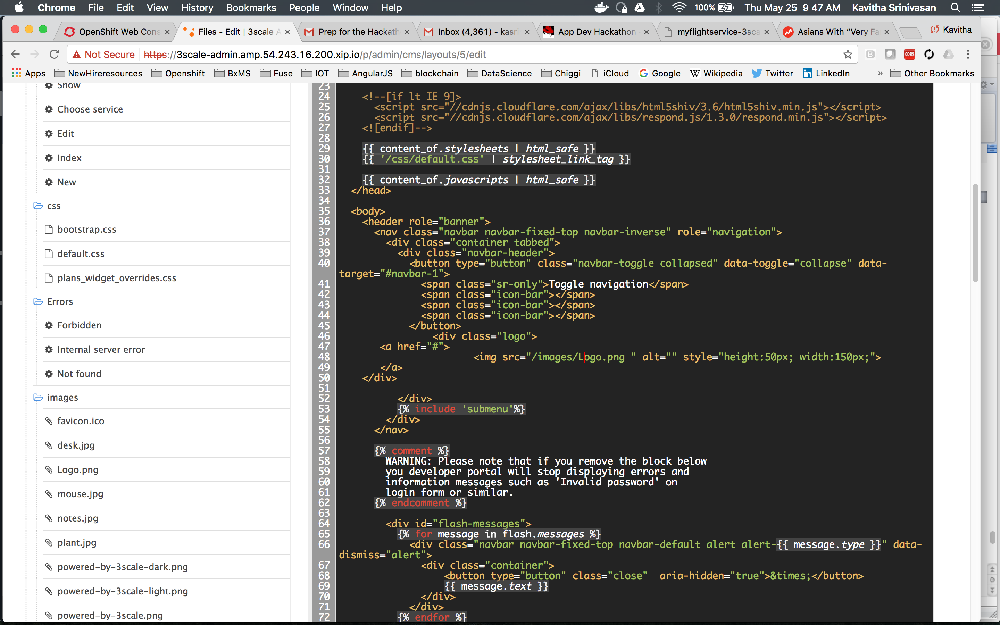 Chrome File Edit View History Bookmarks People Window Help 100% Thu May 25 9 47 AM Kavitha Srinivasan
OpenShift Web Cons Files - Edit | 3scale A Prep for the Hackath Inbox (4,361) - kasri App Dev Hackathon myflightservice-3sca Asians With “Very Fa Kavitha
Not Secure https://3scale-admin.amp.54.243.16.200.xip.io/p/admin/cms/layouts/5/edit CORS
Apps NewHireresources Openshift BxMS Fuse IOT AngularJS blockchain DataScience Chiggi iCloud Google W Wikipedia Twitter in LinkedIn » Other Bookmarks
Show
Choose service
Edit
Index
New
css
bootstrap.css
default.css
plans_widget_overrides.css
Errors
Forbidden
Internal server error
Not found
images
favicon.ico
desk.jpg
Logo.png
mouse.jpg
notes.jpg
plant.jpg
powered-by-3scale-dark.png
powered-by-3scale-light.png
powered-by-3scale.png
23
24 <!--[if lt IE 9]>
25 <script src="//cdnjs.cloudflare.com/ajax/libs/html5shiv/3.6/html5shiv.min.js"></script>
26 <script src="//cdnjs.cloudflare.com/ajax/libs/respond.js/1.3.0/respond.min.js"></script>
27 <![endif]-->
28
29 {{ content_of.stylesheets | html_safe }}
30 {{ '/css/default.css' | stylesheet_link_tag }}
31
32 {{ content_of.javascripts | html_safe }}
33 </head>
34
35 <body>
36 <header role="banner">
37 <nav class="navbar navbar-fixed-top navbar-inverse" role="navigation">
38 <div class="container tabbed">
39 <div class="navbar-header">
40 <button type="button" class="navbar-toggle collapsed" data-toggle="collapse" data-
target="#navbar-1">
41 <span class="sr-only">Toggle navigation</span>
42 <span class="icon-bar"></span>
43 <span class="icon-bar"></span>
44 <span class="icon-bar"></span>
45 </button>
46 <div class="logo">
47 <a href="#">
48 <img src="/images/Logo.png " alt="" style="height:50px; width:150px;">
49 </a>
50 </div>
51
52 </div>
53 {% include 'submenu'%}
54 </div>
55 </nav>
56
57 {% comment %}
58 WARNING: Please note that if you remove the block below
59 you developer portal will stop displaying errors and
60 information messages such as 'Invalid password' on
61 login form or similar.
62 {% endcomment %}
63
64 <div id="flash-messages">
65 {% for message in flash.messages %}
66 <div class="navbar navbar-fixed-top navbar-default alert alert-{{ message.type }}" data-
dismiss="alert">
67 <div class="container">
68 <button type="button" class="close" aria-hidden="true">&times;</button>
69 {{ message.text }}
70 </div>
71 </div>
72 {% endfor %}